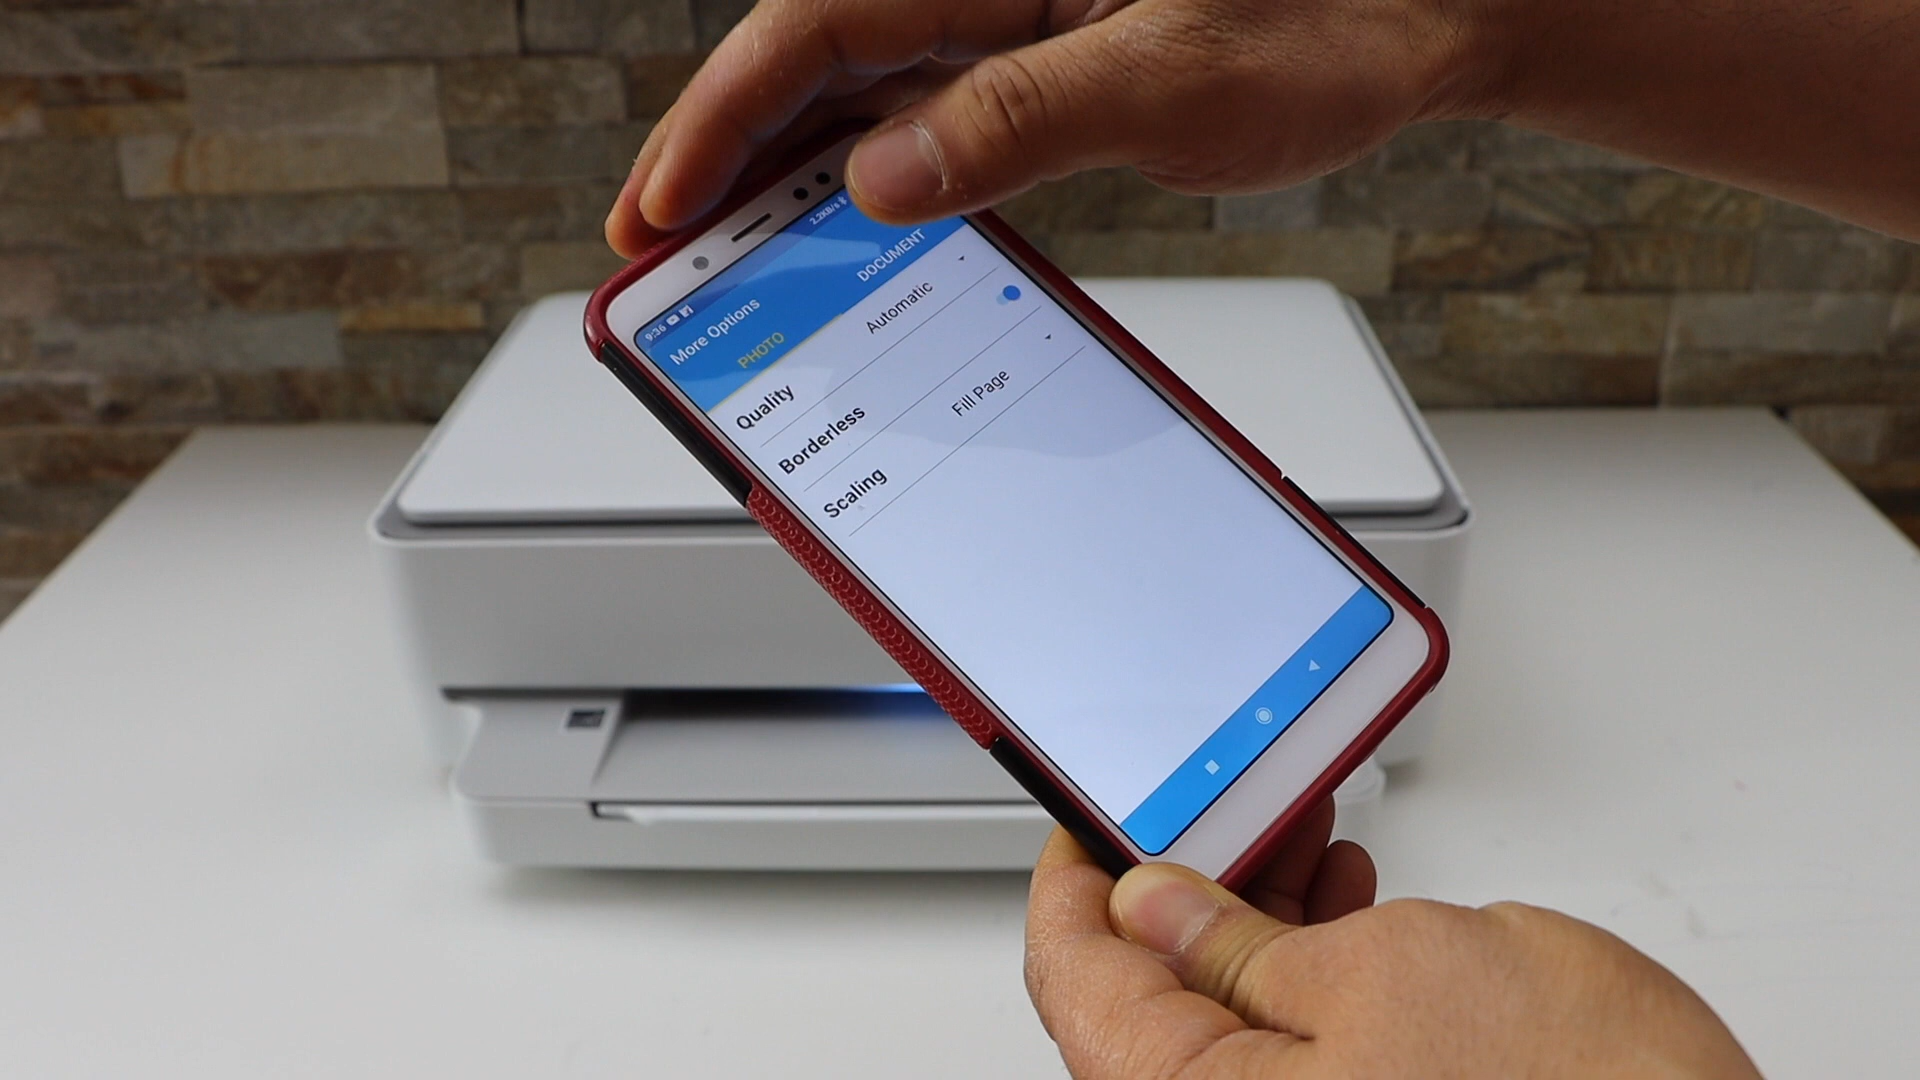 9:36
2.2KB/s
More Options
PHOTO DOCUMENT
Quality Automatic
Borderless
Scaling Fill Page